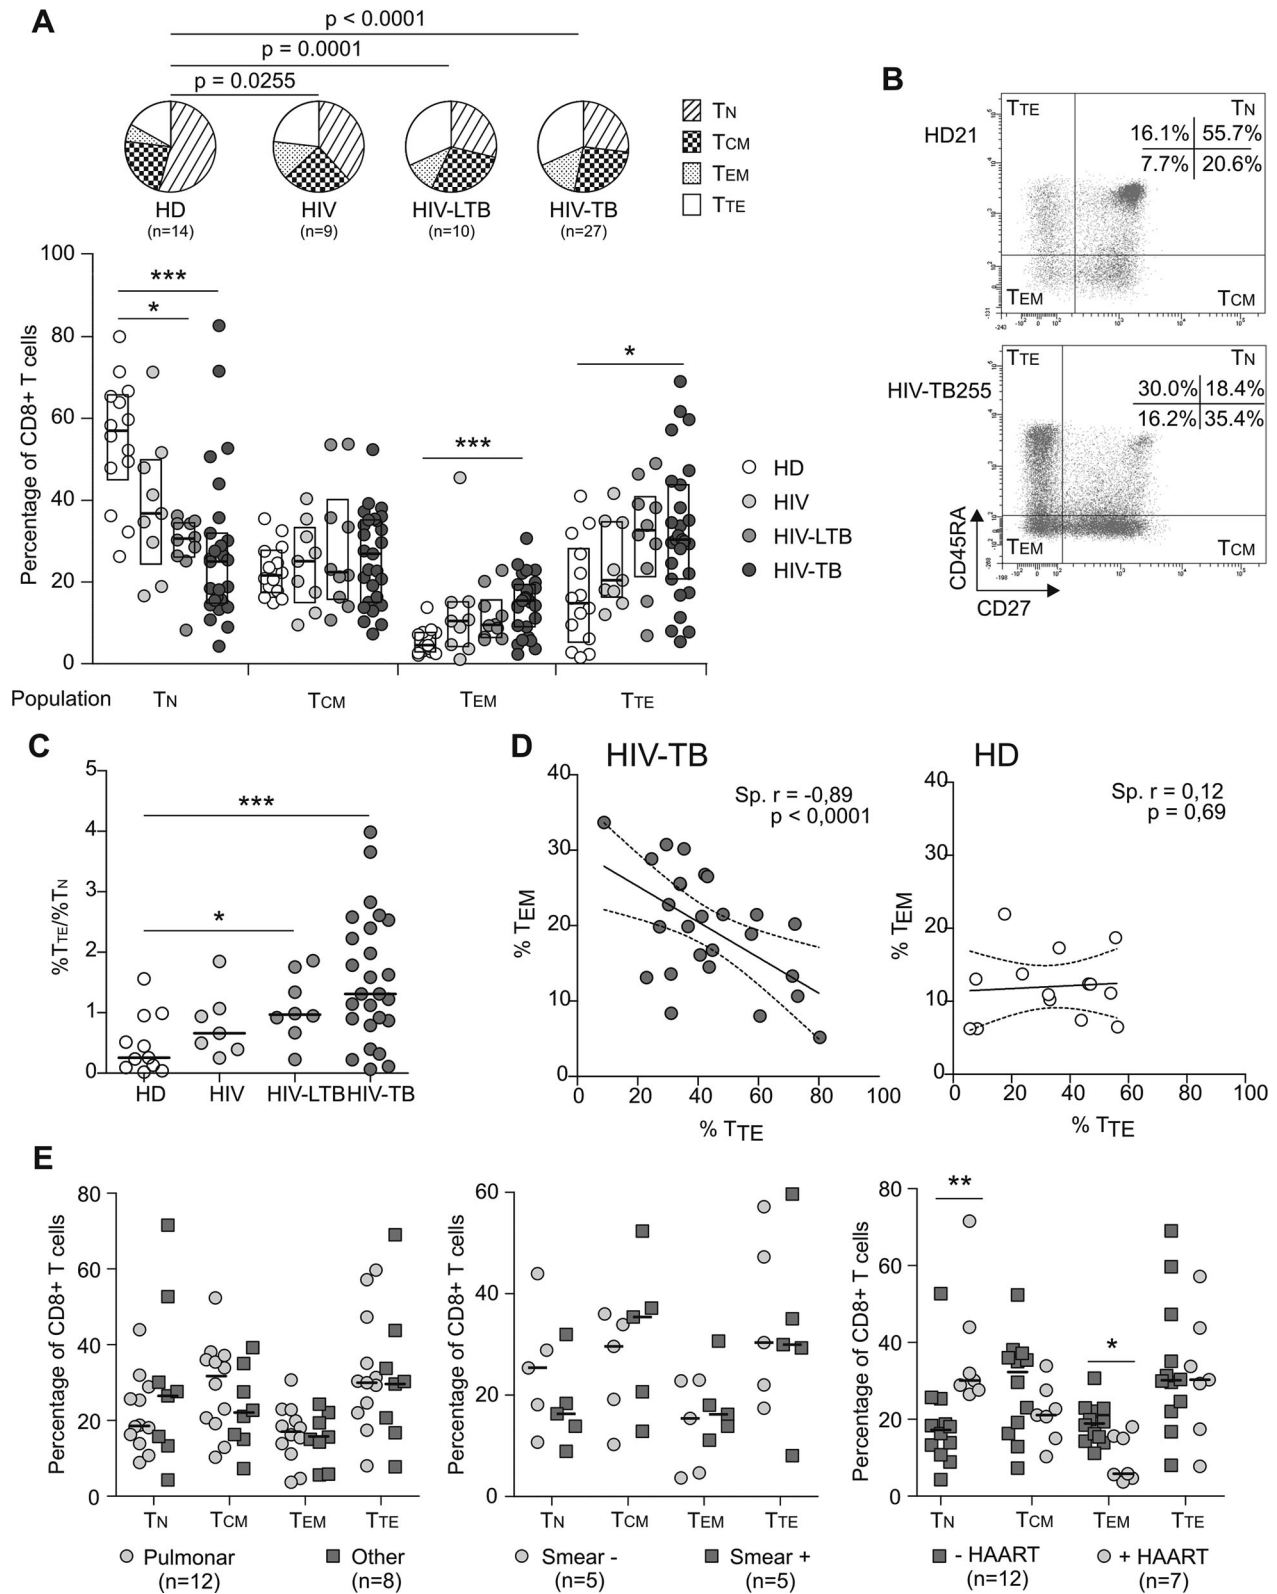 A
p < 0.0001
p = 0.0001
p = 0.0255
HD
(n=14)
HIV
(n=9)
HIV-LTB
(n=10)
HIV-TB
(n=27)
TN
TCM
TEM
TTE
Percentage of CD8+ T cells
100
80
60
40
20
0
***
*
***
*
Population
TN
TCM
TEM
TTE
HD
HIV
HIV-LTB
HIV-TB
B
HD21
TTE
TN
16.1% 55.7%
7.7% 20.6%
TEM
TCM
HIV-TB255
TTE
TN
30.0% 18.4%
16.2% 35.4%
TEM
TCM
CD45RA
CD27
C
%TTE/%TN
5
4
3
2
1
0
***
*
HD
HIV
HIV-LTB
HIV-TB
D
HIV-TB
Sp. r = -0,89
p < 0,0001
% TEM
40
30
20
10
0
0 20 40 60 80 100
% TTE
HD
Sp. r = 0,12
p = 0,69
% TEM
40
30
20
10
0
0 20 40 60 80 100
% TTE
E
Percentage of CD8+ T cells
80
60
40
20
0
TN TCM TEM TTE
Pulmonar
(n=12)
Other
(n=8)
Percentage of CD8+ T cells
60
40
20
0
TN TCM TEM TTE
Smear -
(n=5)
Smear +
(n=5)
Percentage of CD8+ T cells
80
60
40
20
0
**
*
TN TCM TEM TTE
- HAART
(n=12)
+ HAART
(n=7)